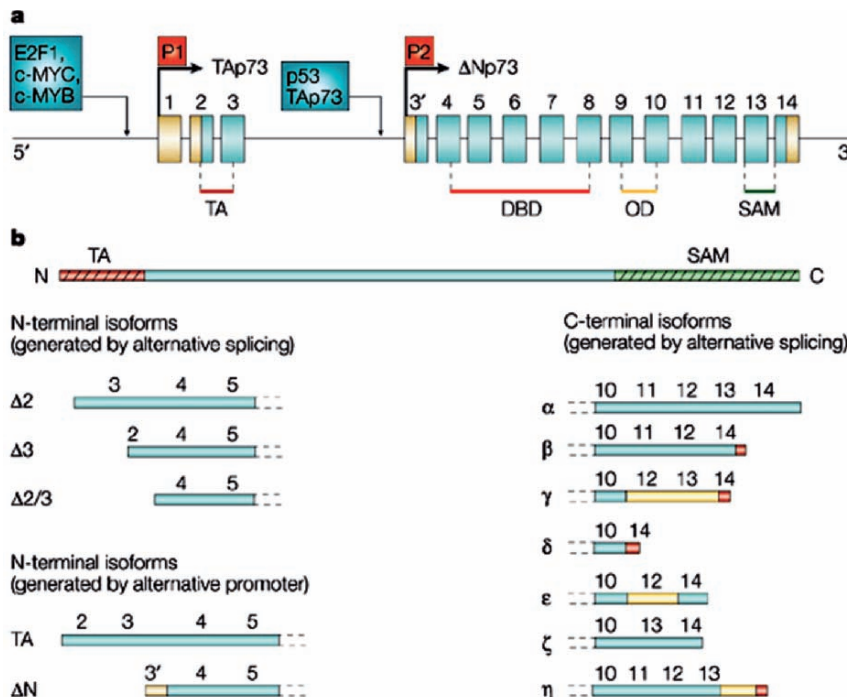 a
E2F1,
c-MYC,
c-MYB
P1
TAp73
p53
TAp73
P2
ΔNp73
1 2 3 3′ 4 5 6 7 8 9 10 11 12 13 14
5′ 3
TA DBD OD SAM
b
TA SAM
N C
N-terminal isoforms
(generated by alternative splicing)
3 4 5
Δ2
2 4 5
Δ3
4 5
Δ2/3
N-terminal isoforms
(generated by alternative promoter)
2 3 4 5
TA
3′ 4 5
ΔN
C-terminal isoforms
(generated by alternative splicing)
10 11 12 13 14
α
10 11 12 14
β
10 12 13 14
γ
10 14
δ
10 12 14
ε
10 13 14
ζ
10 11 12 13
η